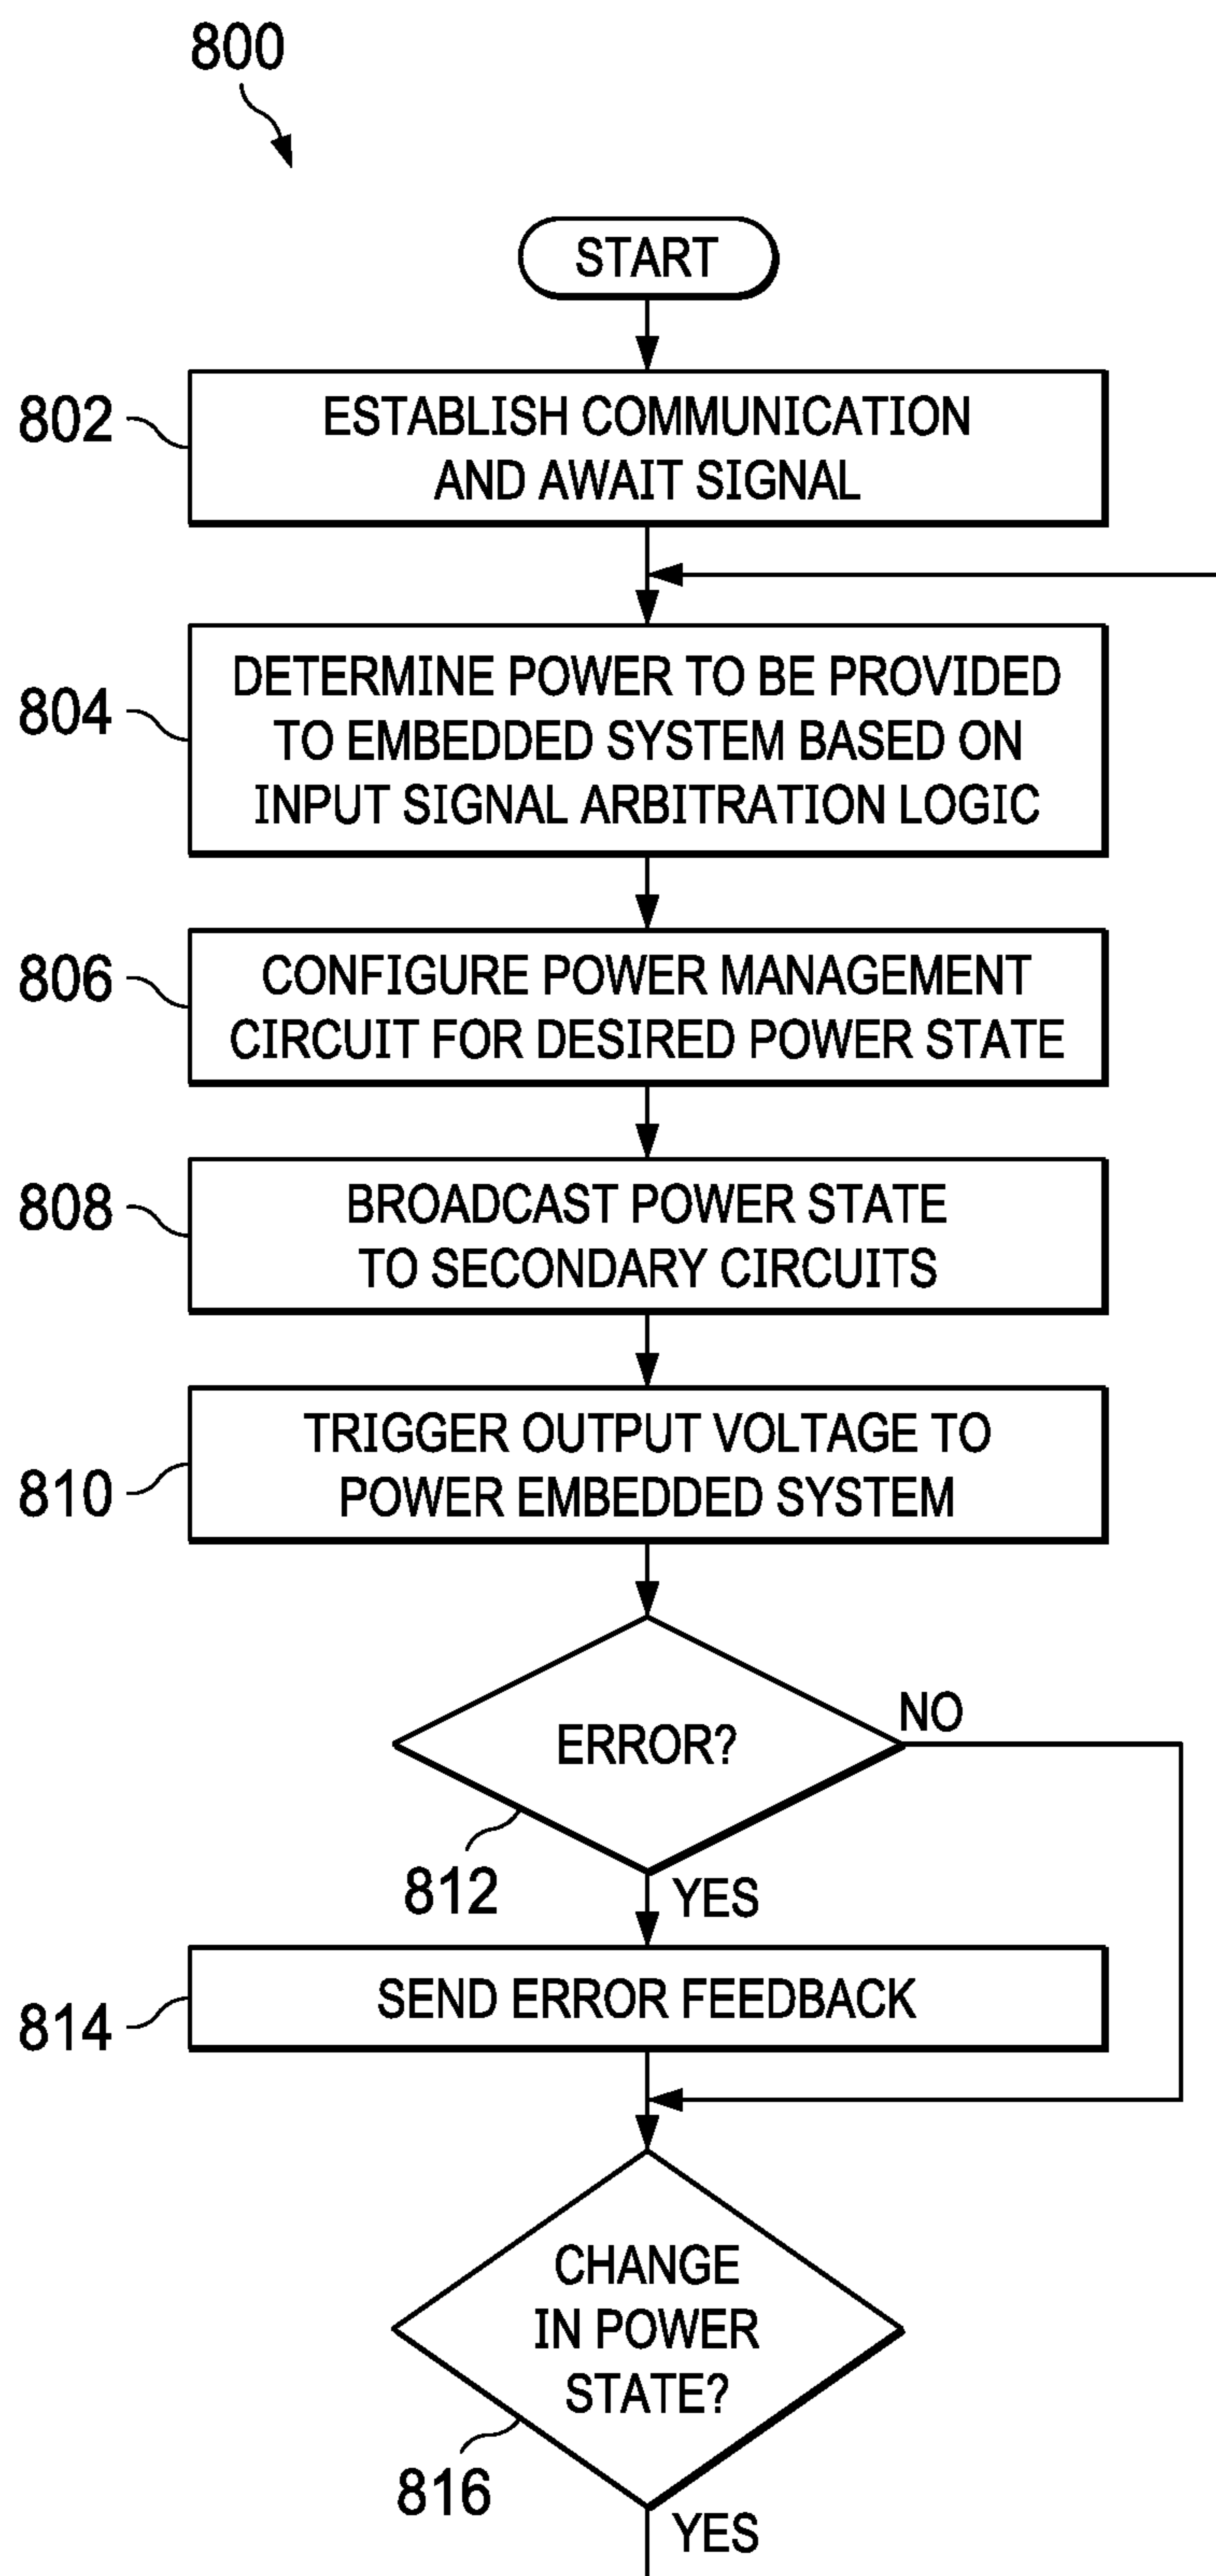 800
START
802
ESTABLISH COMMUNICATION
AND AWAIT SIGNAL
804
DETERMINE POWER TO BE PROVIDED
TO EMBEDDED SYSTEM BASED ON
INPUT SIGNAL ARBITRATION LOGIC
806
CONFIGURE POWER MANAGEMENT
CIRCUIT FOR DESIRED POWER STATE
808
BROADCAST POWER STATE
TO SECONDARY CIRCUITS
810
TRIGGER OUTPUT VOLTAGE TO
POWER EMBEDDED SYSTEM
ERROR?
NO
812
YES
814
SEND ERROR FEEDBACK
CHANGE
IN POWER
STATE?
816
YES